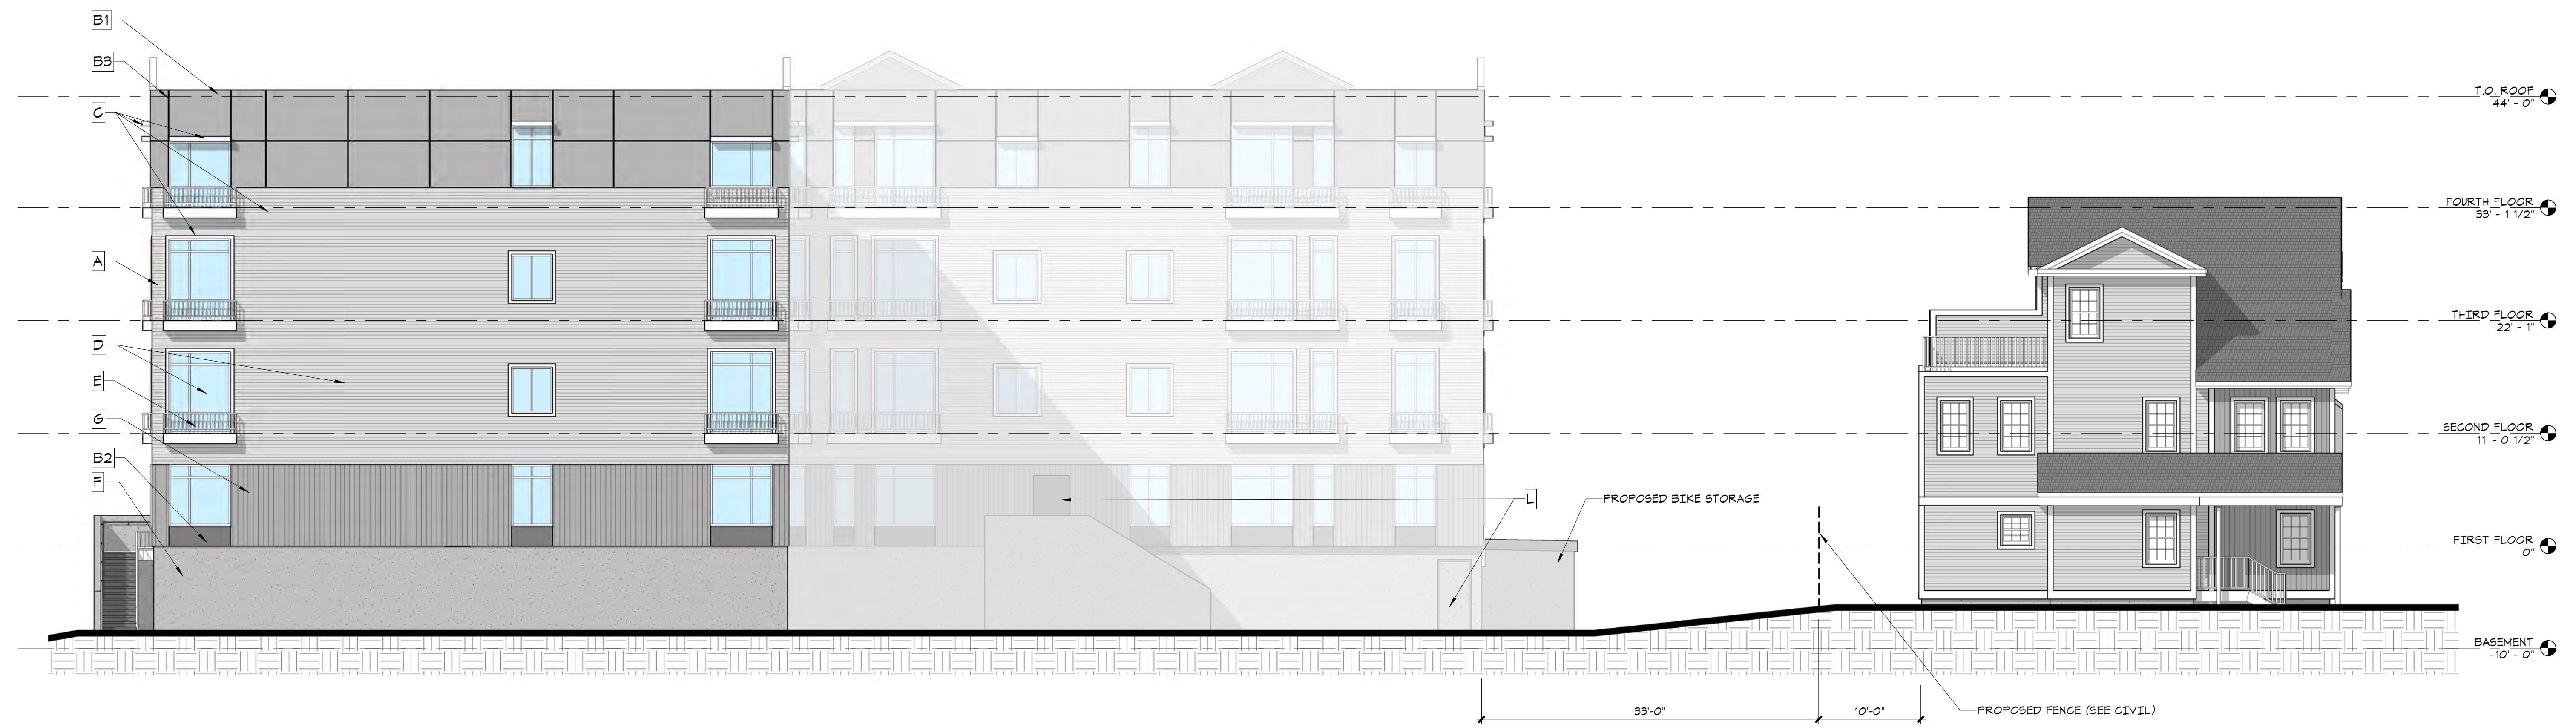 B1
B3
C
A
D
E
G
B2
F
L
PROPOSED BIKE STORAGE
T.O. ROOF
44' - 0"
FOURTH FLOOR
33' - 1 1/2"
THIRD FLOOR
22' - 1"
SECOND FLOOR
11' - 0 1/2"
FIRST FLOOR
0"
BASEMENT
-10' - 0"
33'-0"
10'-0"
PROPOSED FENCE (SEE CIVIL)